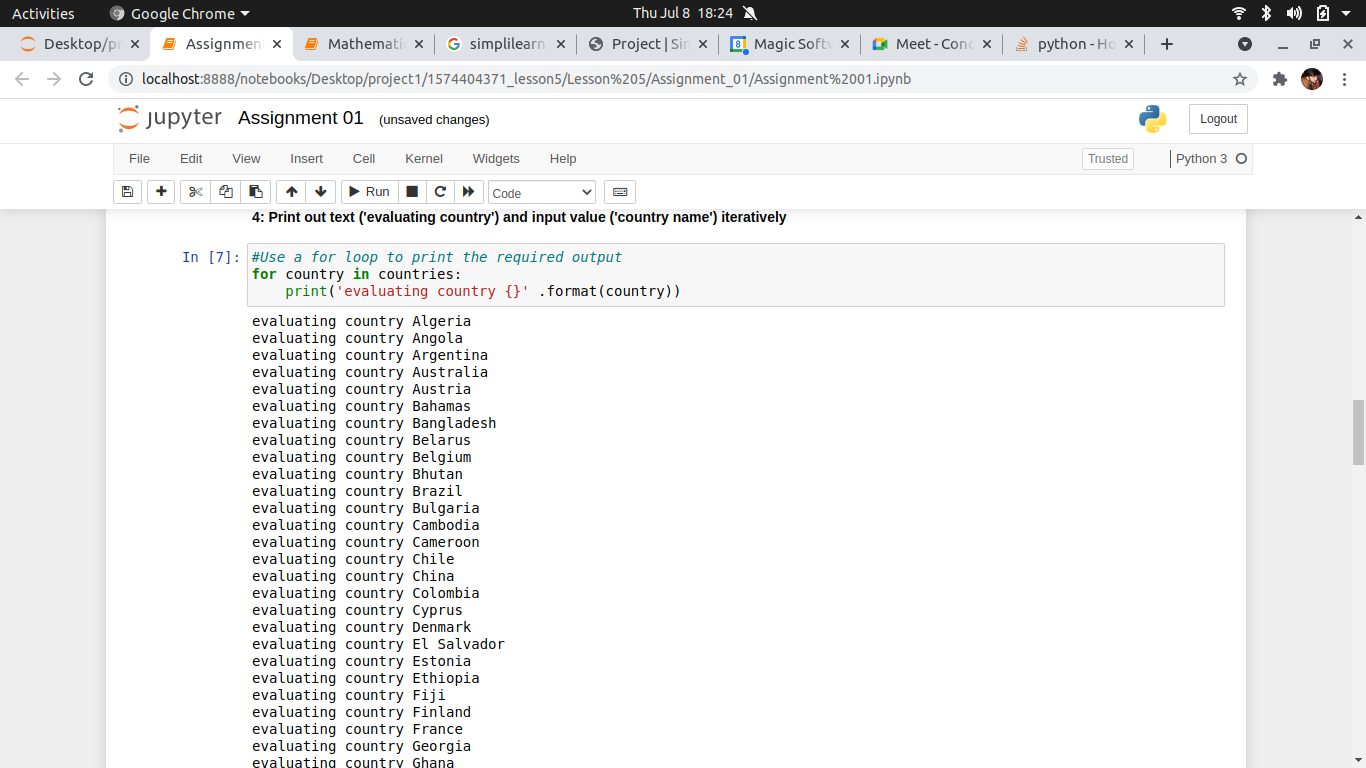 Activities Google Chrome Thu Jul 8 18:24
Desktop/pr Assignmen Mathemati simplilearn Project | Sim Magic Softw Meet - Conc python - Ho
localhost:8888/notebooks/Desktop/project1/1574404371_lesson5/Lesson%205/Assignment_01/Assignment%2001.ipynb
jupyter Assignment 01 (unsaved changes) Logout
File Edit View Insert Cell Kernel Widgets Help Trusted Python 3
Run Code
4: Print out text ('evaluating country') and input value ('country name') iteratively
In [7]: #Use a for loop to print the required output
for country in countries:
    print('evaluating country {}' .format(country))
evaluating country Algeria
evaluating country Angola
evaluating country Argentina
evaluating country Australia
evaluating country Austria
evaluating country Bahamas
evaluating country Bangladesh
evaluating country Belarus
evaluating country Belgium
evaluating country Bhutan
evaluating country Brazil
evaluating country Bulgaria
evaluating country Cambodia
evaluating country Cameroon
evaluating country Chile
evaluating country China
evaluating country Colombia
evaluating country Cyprus
evaluating country Denmark
evaluating country El Salvador
evaluating country Estonia
evaluating country Ethiopia
evaluating country Fiji
evaluating country Finland
evaluating country France
evaluating country Georgia
evaluating country Ghana